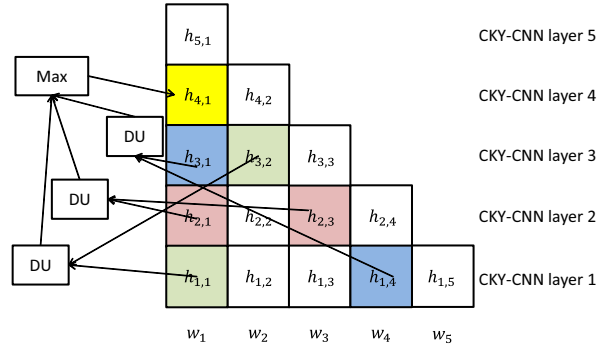 h5,1 CKY-CNN layer 5
Max h4,1 h4,2 CKY-CNN layer 4
DU h3,1 h3,2 h3,3 CKY-CNN layer 3
DU h2,1 h2,2 h2,3 h2,4 CKY-CNN layer 2
DU h1,1 h1,2 h1,3 h1,4 h1,5 CKY-CNN layer 1
w1 w2 w3 w4 w5